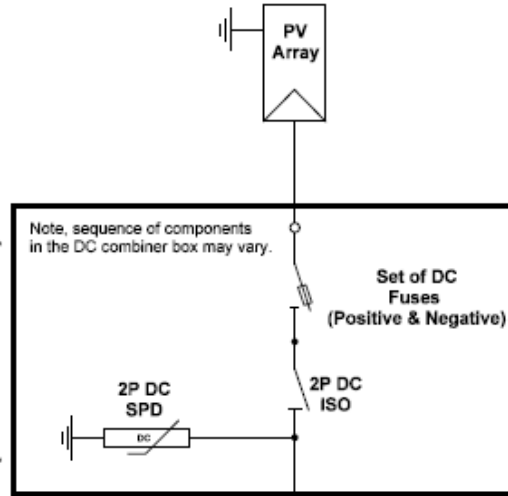 PV
Array
Note, sequence of components
in the DC combiner box may vary.
Set of DC
Fuses
(Positive & Negative)
2P DC
ISO
2P DC
SPD
DC